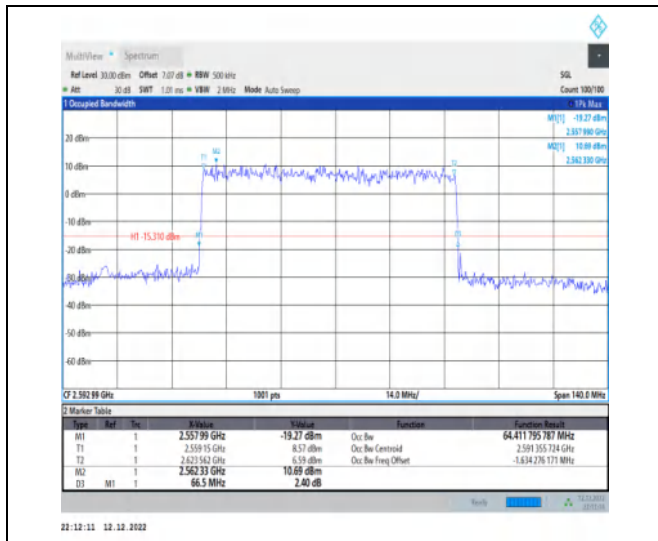 MultiView Spectrum
Ref Level 30.00 dBm Offset 7.07 dB RBW 500 kHz SGL
Att 30 dB SWT 1.01 ms VBW 2 MHz Mode Auto Sweep Count 100/100
1 Occupied Bandwidth 1Pk Max
M1[1] -19.27 dBm
2.557 990 GHz
M2[1] 10.69 dBm
2.562 330 GHz
20 dBm
T1 M2 T2
10 dBm
0 dBm
-10 dBm
H1 -15.310 dBm M1 D3
-20 dBm
-30 dBm
-40 dBm
-50 dBm
-60 dBm
CF 2.592 99 GHz 1001 pts 14.0 MHz/ Span 140.0 MHz
2 Marker Table
Type Ref Trc X-Value Y-Value Function Function Result
M1 1 2.557 99 GHz -19.27 dBm Occ Bw 64.411 795 787 MHz
T1 1 2.559 15 GHz 8.57 dBm Occ Bw Centroid 2.591 355 724 GHz
T2 1 2.623 562 GHz 6.59 dBm Occ Bw Freq Offset -1.634 276 171 MHz
M2 1 2.562 33 GHz 10.69 dBm
D3 M1 1 66.5 MHz 2.40 dB
Ready 12.12.2022
22:12:11 12.12.2022